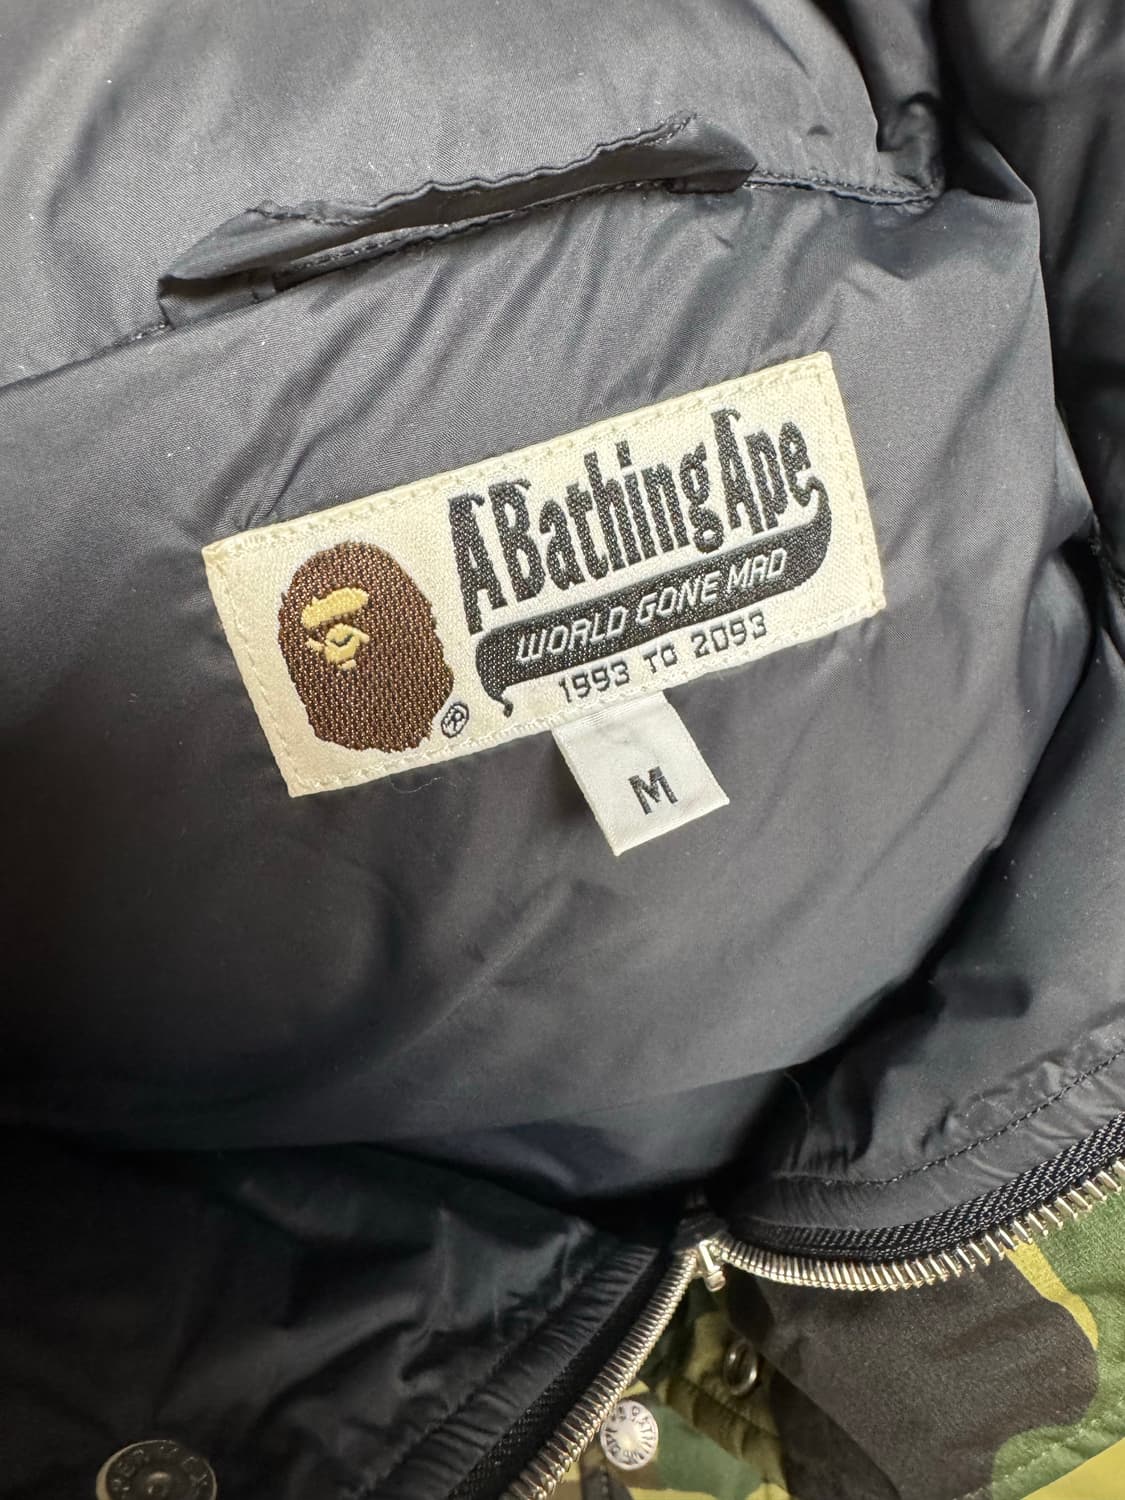 A Bathing Ape
®
WORLD GONE MAD
1993 TO 2093
M